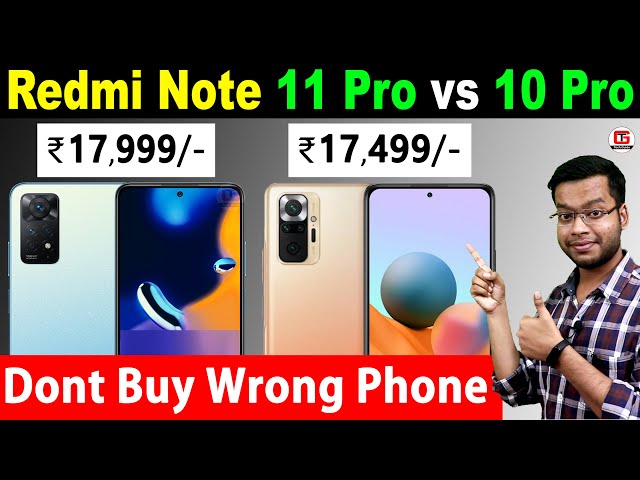 Redmi Note 11 Pro vs 10 Pro
₹17,999/-
₹17,499/-
Dont Buy Wrong Phone